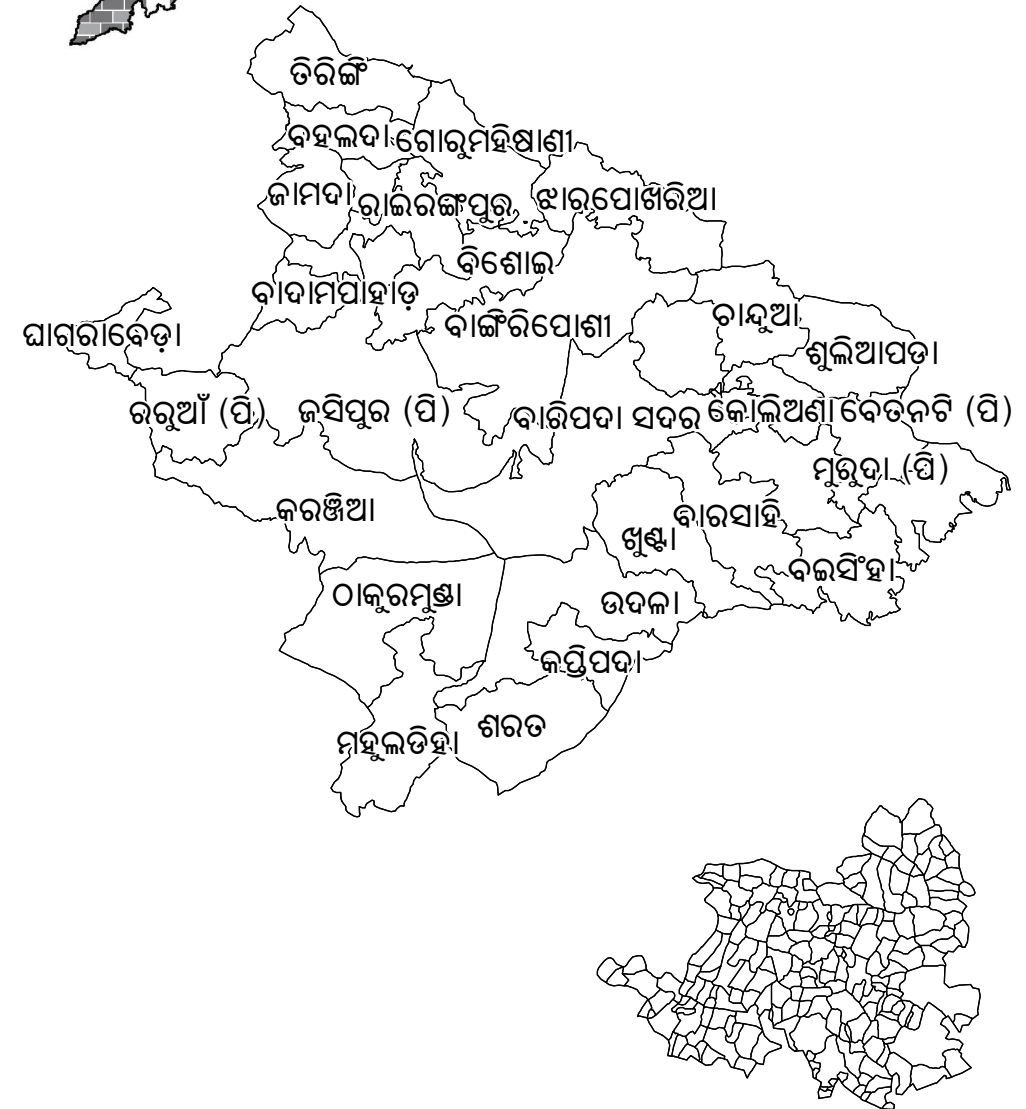 ତିରିଙ୍ଗି
ବହଲଦା
ଗୋରୁମହିଷାଣୀ
ଜାମଦା
ରାଇରଙ୍ଗପୁର
ଝାରପୋଖରିଆ
ବିଶୋଇ
ବାଦାମପାହାଡ଼
ଚାନ୍ଦୁଆ
ଘାଗରାବେଡ଼ା
ବାଙ୍ଗିରିପୋଶୀ
ଶୁଲିଆପଡା
ରରୁଆଁ (ପି)
ଜସିପୁର (ପି)
ବାରିପଦା ସଦର
କୋଲିଅଣା
ବେତନଟି (ପି)
ମୁରୁଦା (ପି)
କରଞ୍ଜିଆ
ବାରସାହି
ଖୁଣ୍ଟା
ବଇସିଂହା
ଠାକୁରମୁଣ୍ଡା
ଉଦଳା
କପ୍ତିପଦା
ଶରତ
ମହୁଲଡିହା